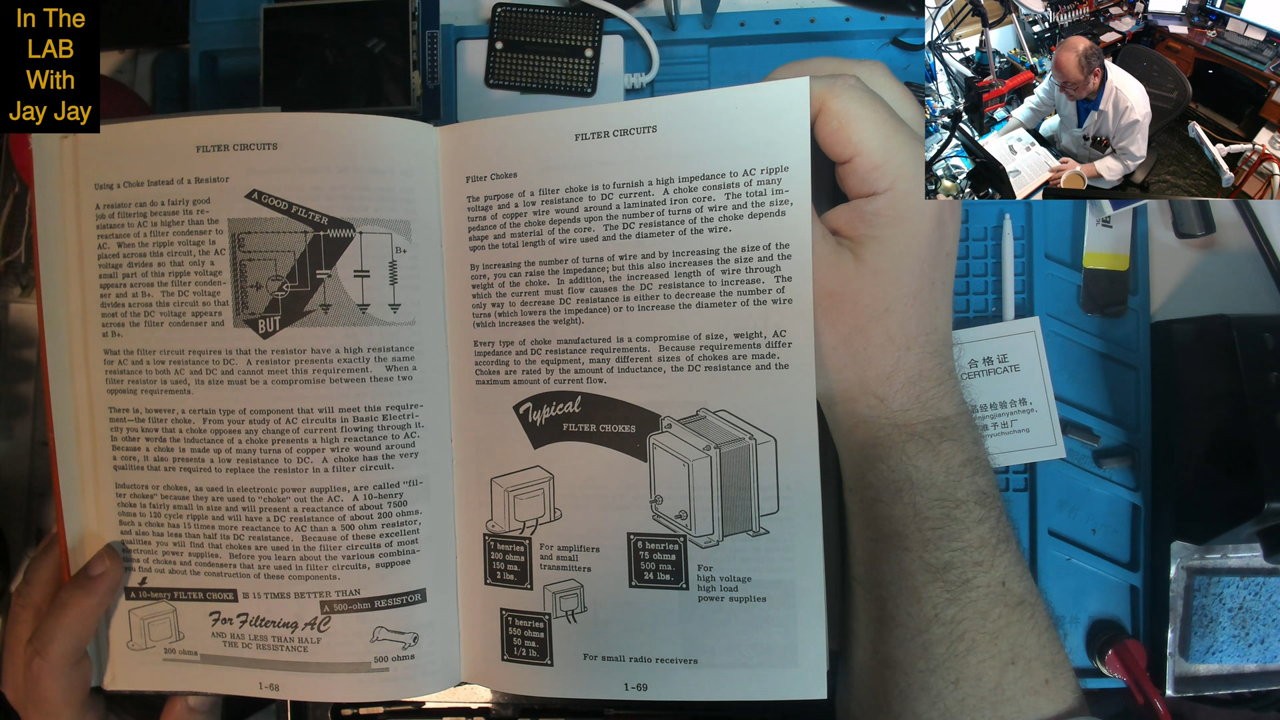 In The
LAB
With
Jay Jay
FILTER CIRCUITS
Using a Choke Instead of a Resistor
A resistor can do a fairly good
job of filtering because its re-
sistance to AC is higher than the
reactance of a filter condenser to
AC. When the ripple voltage is
placed across this circuit, the AC
voltage divides so that only a
small part of this ripple voltage
appears across the filter conden-
ser and at B+. The DC voltage
divides across this circuit so that
most of the DC voltage appears
across the filter condenser and
at B+.
A GOOD FILTER
B+
BUT
What the filter circuit requires is that the resistor have a high resistance
for AC and a low resistance to DC. A resistor presents exactly the same
resistance to both AC and DC and cannot meet this requirement. When a
filter resistor is used, its size must be a compromise between these two
opposing requirements.
There is, however, a certain type of component that will meet this require-
ment—the filter choke. From your study of AC circuits in Basic Electri-
city you know that a choke opposes any change of current flowing through it.
In other words the inductance of a choke presents a high reactance to AC.
Because a choke is made up of many turns of copper wire wound around
a core, it also presents a low resistance to DC. A choke has the very
qualities that are required to replace the resistor in a filter circuit.
Inductors or chokes, as used in electronic power supplies, are called "fil-
ter chokes" because they are used to "choke" out the AC. A 10-henry
choke is fairly small in size and will present a reactance of about 7500
ohms to 120 cycle ripple and will have a DC resistance of about 200 ohms.
Such a choke has 15 times more reactance to AC than a 500 ohm resistor,
and also has less than half its DC resistance. Because of these excellent
qualities you will find that chokes are used in the filter circuits of most
electronic power supplies. Before you learn about the various combina-
tions of chokes and condensers that are used in filter circuits, suppose
you find out about the construction of these components.
A 10-henry FILTER CHOKE IS 15 TIMES BETTER THAN
A 500-ohm RESISTOR
For Filtering AC
AND HAS LESS THAN HALF
THE DC RESISTANCE
200 ohms
500 ohms
1-68
FILTER CIRCUITS
Filter Chokes
The purpose of a filter choke is to furnish a high impedance to AC ripple
voltage and a low resistance to DC current. A choke consists of many
turns of copper wire wound around a laminated iron core. The total im-
pedance of the choke depends upon the number of turns of wire and the size,
shape and material of the core. The DC resistance of the choke depends
upon the total length of wire used and the diameter of the wire.
By increasing the number of turns of wire and by increasing the size of the
core, you can raise the impedance; but this also increases the size and the
weight of the choke. In addition, the increased length of wire through
which the current must flow causes the DC resistance to increase. The
only way to decrease DC resistance is either to decrease the number of
turns (which lowers the impedance) or to increase the diameter of the wire
(which increases the weight).
Every type of choke manufactured is a compromise of size, weight, AC
impedance and DC resistance requirements. Because requirements differ
according to the equipment, many different sizes of chokes are made.
Chokes are rated by the amount of inductance, the DC resistance and the
maximum amount of current flow.
Typical
FILTER CHOKES
7 henries
200 ohms
150 ma.
2 lbs.
For amplifiers
and small
transmitters
6 henries
75 ohms
500 ma.
24 lbs.
For
high voltage
high load
power supplies
7 henries
550 ohms
50 ma.
1/2 lb.
For small radio receivers
1-69
合格证
CERTIFICATE
品经检验合格,
准予出厂